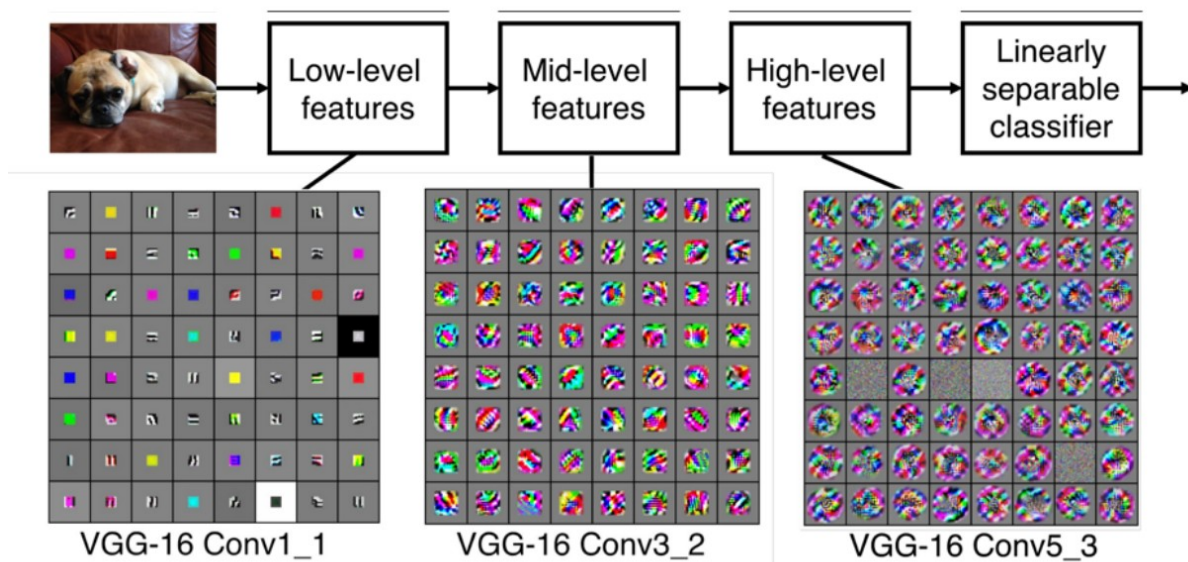 Low-level
features
Mid-level
features
High-level
features
Linearly
separable
classifier
VGG-16 Conv1_1
VGG-16 Conv3_2
VGG-16 Conv5_3